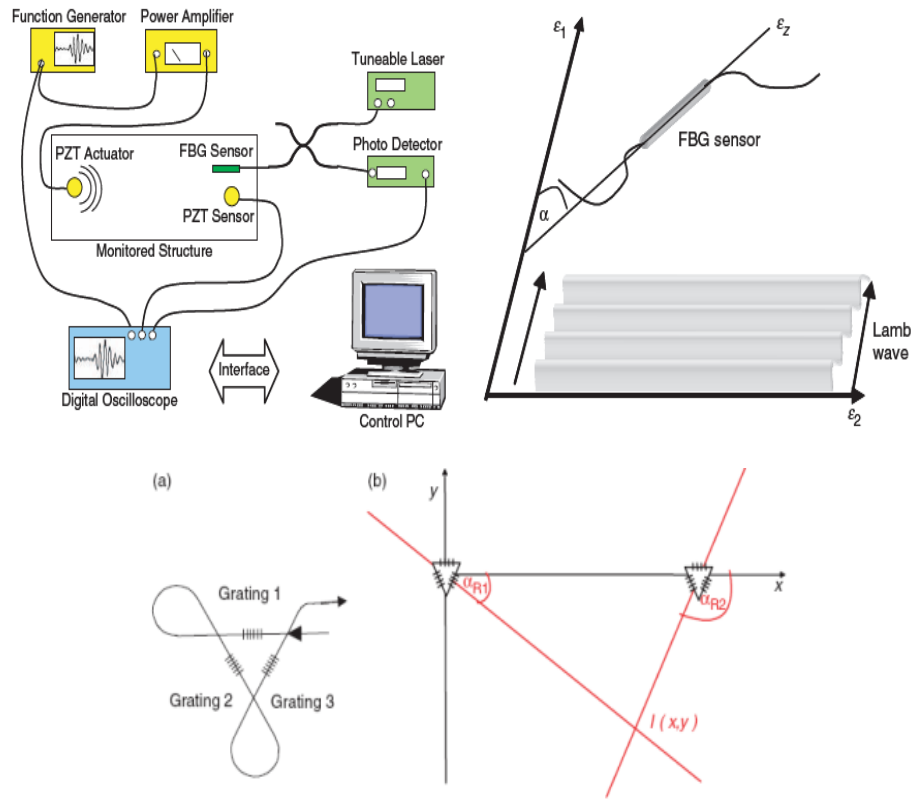 Function Generator
Power Amplifier
Tuneable Laser
PZT Actuator
FBG Sensor
Photo Detector
PZT Sensor
Monitored Structure
Interface
Digital Oscilloscope
Control PC
ε1
εz
FBG sensor
α
Lamb
wave
ε2
(a)
Grating 1
Grating 2
Grating 3
(b)
y
αR1
αR2
x
I (x,y)